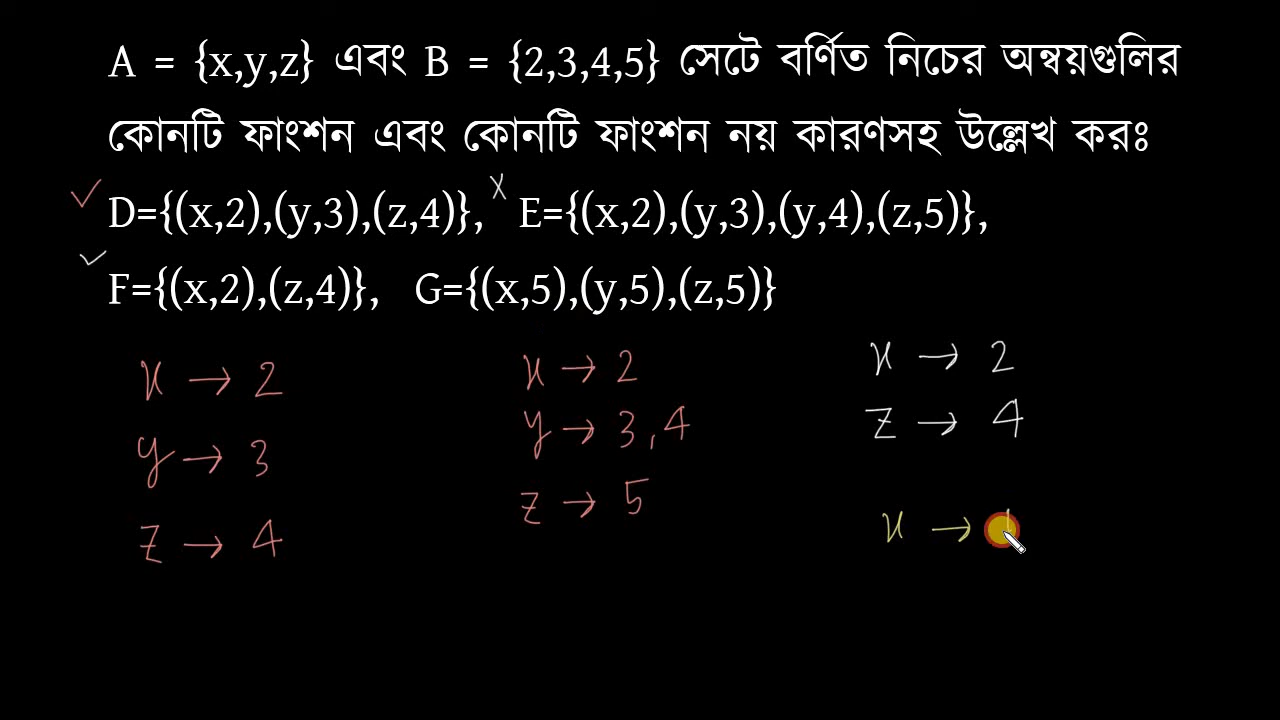 A = {x,y,z} এবং B = {2,3,4,5} সেটে বর্ণিত নিচের অন্বয়গুলির
কোনটি ফাংশন এবং কোনটি ফাংশন নয় কারণসহ উল্লেখ করঃ
D={(x,2),(y,3),(z,4)}, E={(x,2),(y,3),(y,4),(z,5)},
F={(x,2),(z,4)}, G={(x,5),(y,5),(z,5)}
x → 2
y → 3
z → 4
x → 2
y → 3,4
z → 5
x → 2
z → 4
x →